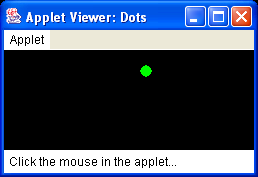 Applet Viewer: Dots
Applet
Click the mouse in the applet...